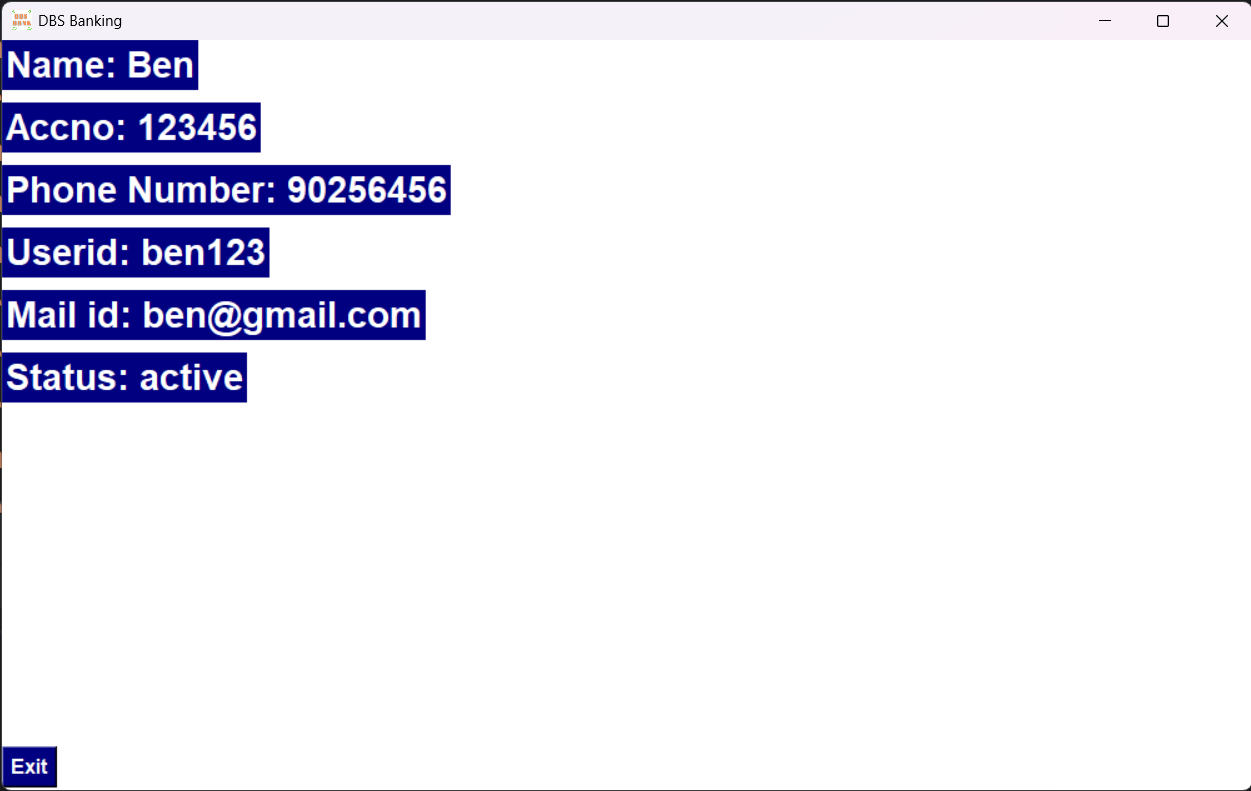 DBS Banking
Name: Ben
Accno: 123456
Phone Number: 90256456
Userid: ben123
Mail id: ben@gmail.com
Status: active
Exit